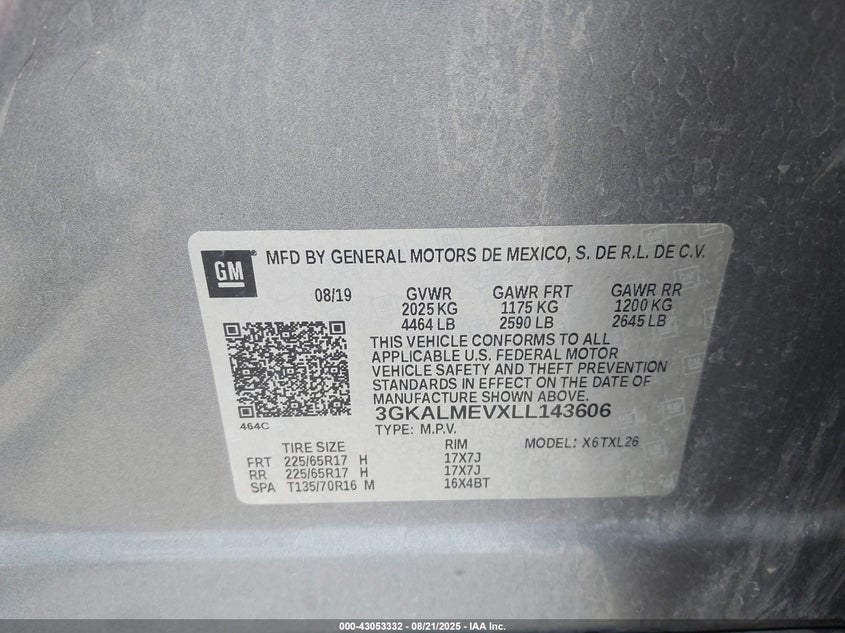 GM
MFD BY GENERAL MOTORS DE MEXICO, S. DE R.L. DE C.V.
08/19 GVWR GAWR FRT GAWR RR
2025 KG 1175 KG 1200 KG
4464 LB 2590 LB 2645 LB
THIS VEHICLE CONFORMS TO ALL
APPLICABLE U.S. FEDERAL MOTOR
VEHICLE SAFETY AND THEFT PREVENTION
STANDARDS IN EFFECT ON THE DATE OF
MANUFACTURE SHOWN ABOVE.
3GKALMEVXLL143606
464C
TYPE: M.P.V.
TIRE SIZE RIM MODEL: X6TXL26
FRT 225/65R17 H 17X7J
RR 225/65R17 H 17X7J
SPA T135/70R16 M 16X4BT
000-43053332 - 08/21/2025 - IAA Inc.